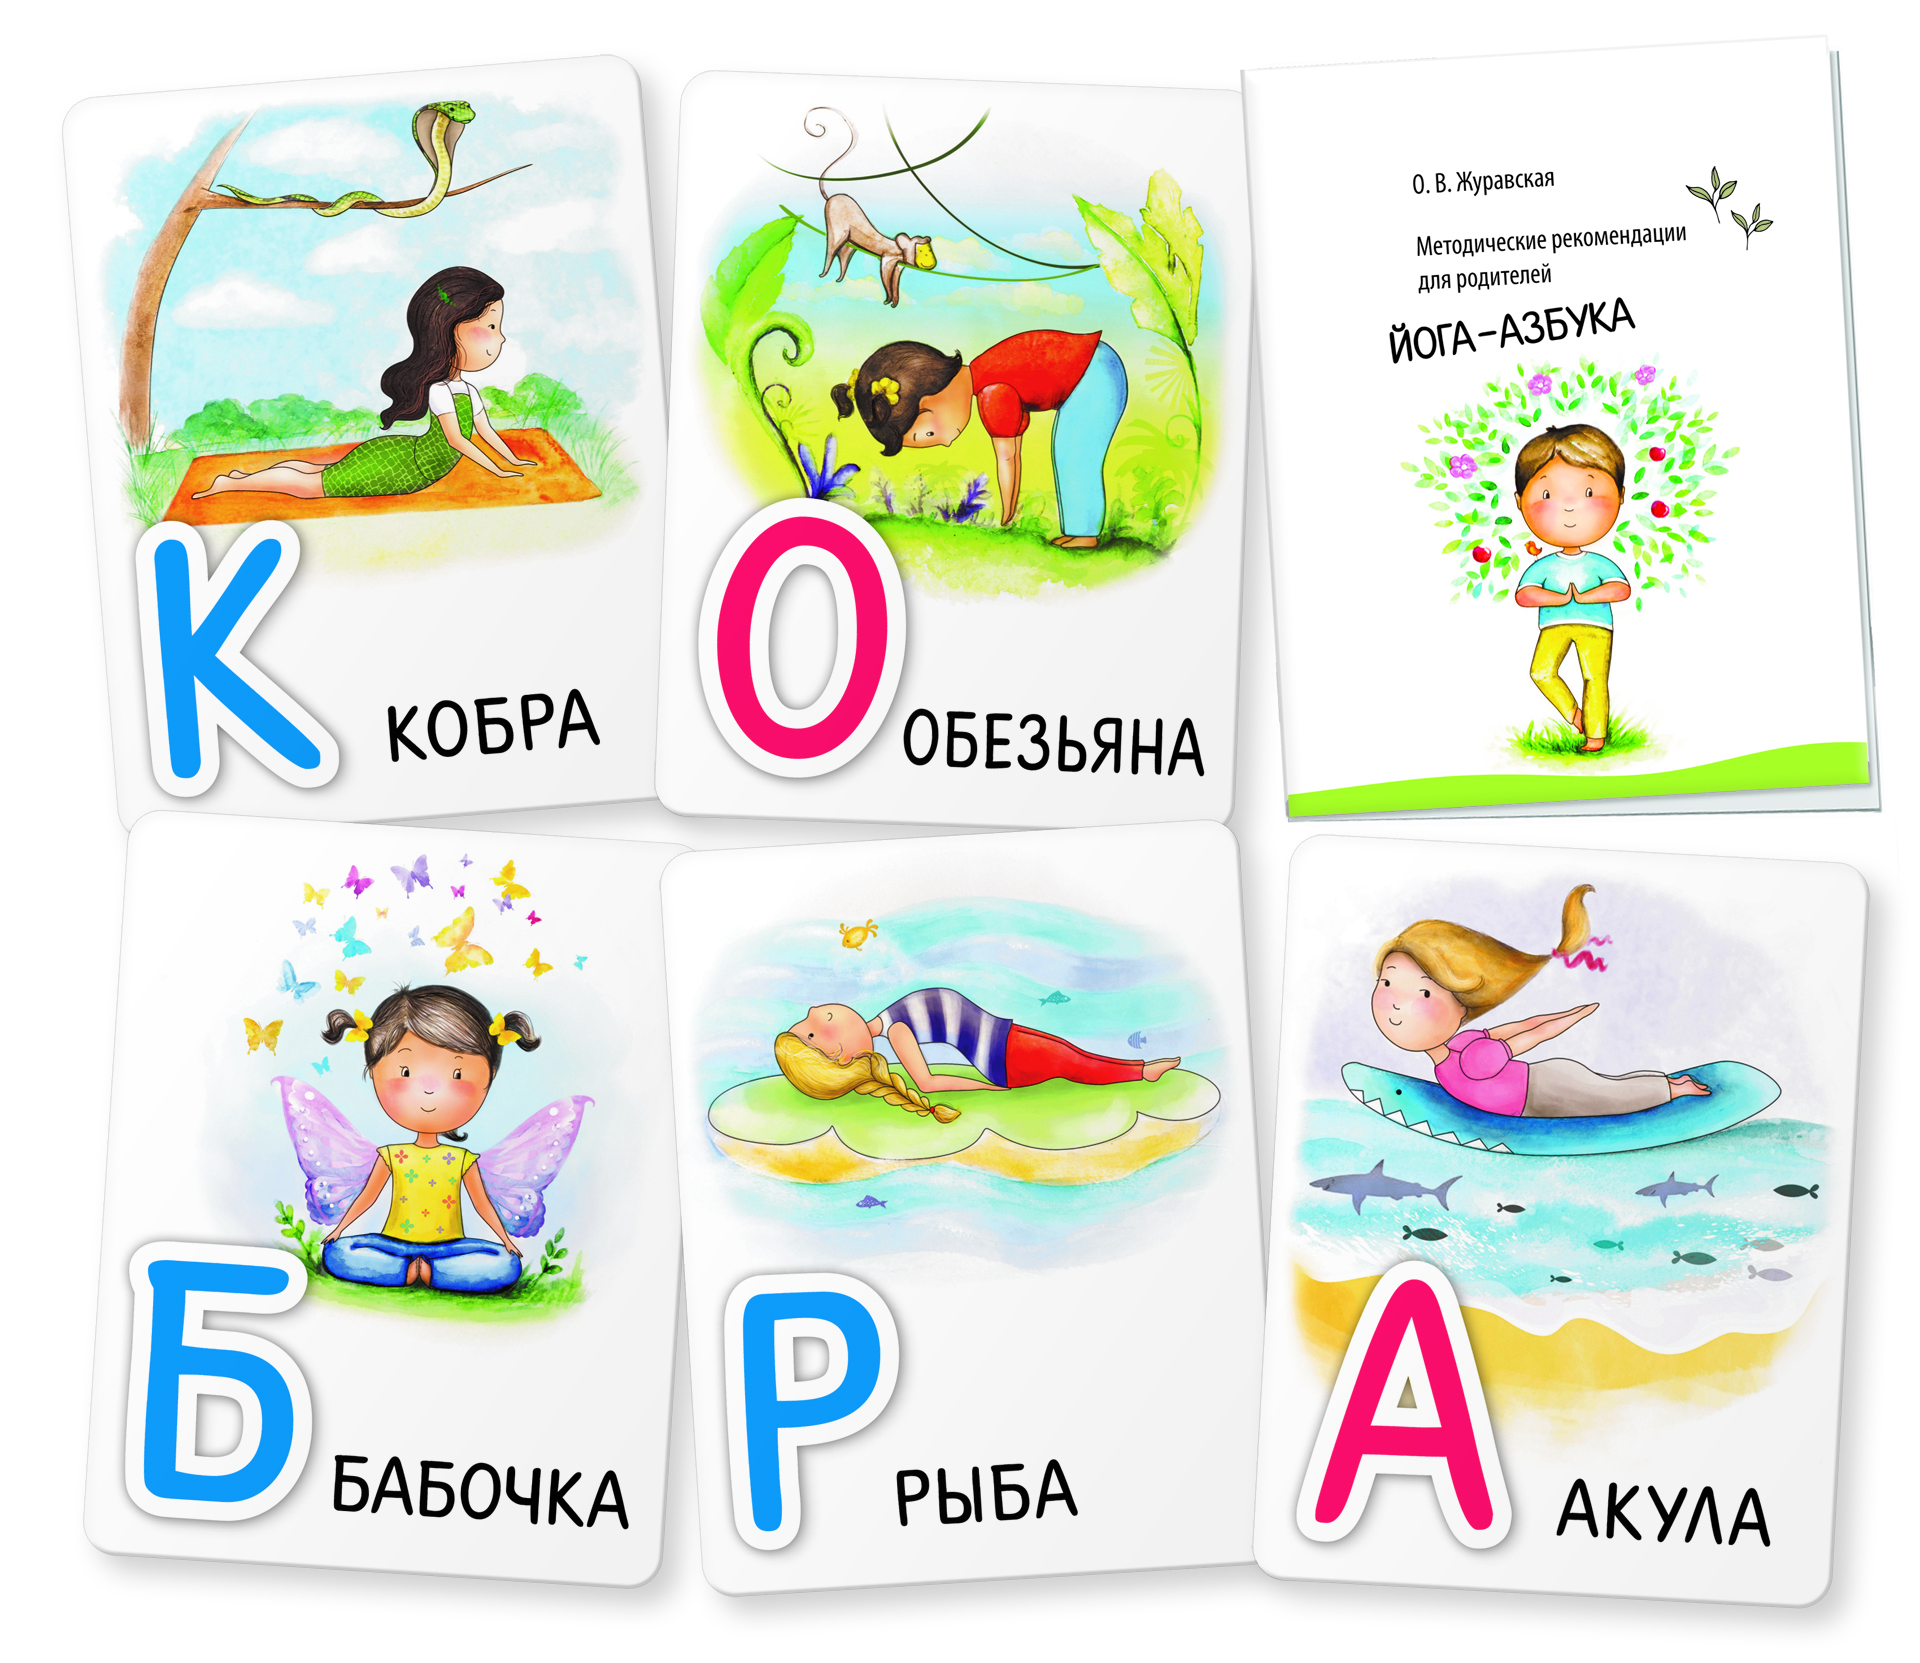 К
КОБРА
О
ОБЕЗЬЯНА
О. В. Журавская
Методические рекомендации
для родителей
ЙОГА-АЗБУКА
Б
БАБОЧКА
Р
РЫБА
А
АКУЛА